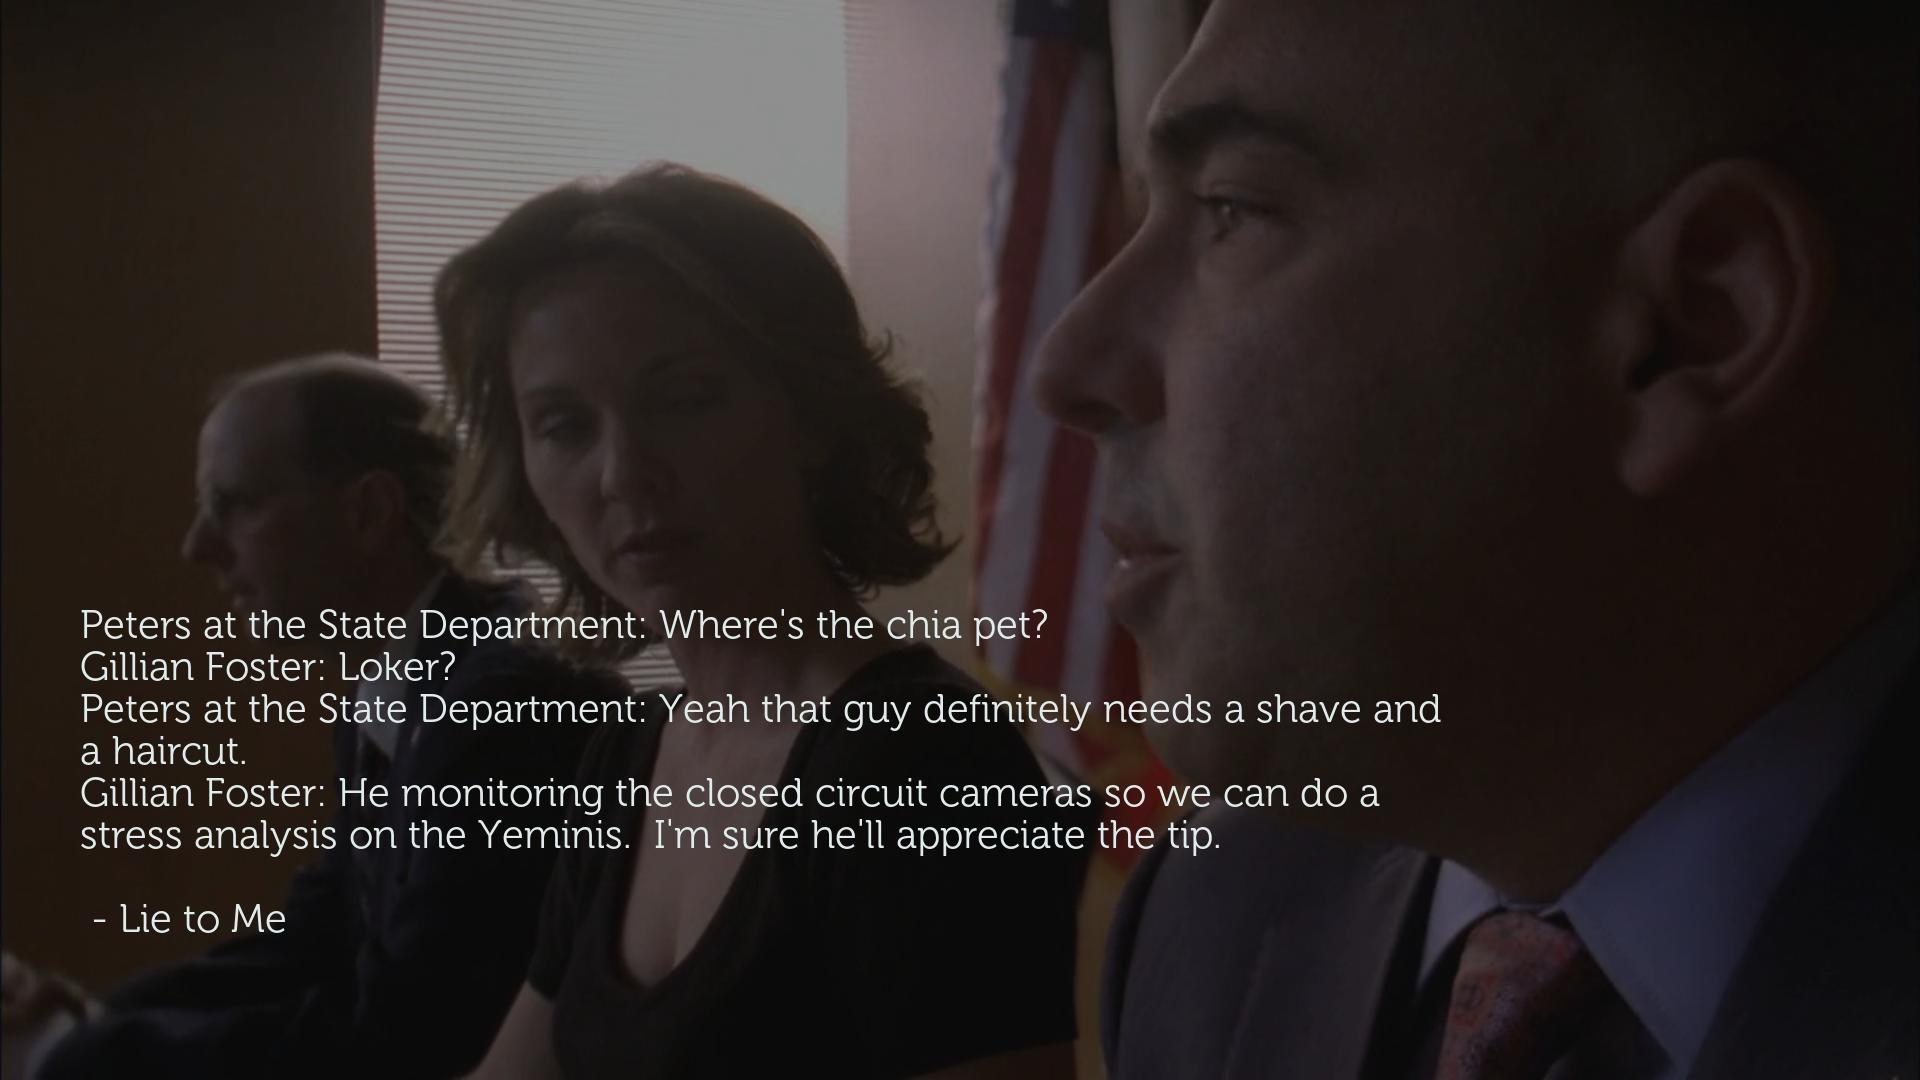 Peters at the State Department: Where's the chia pet?
Gillian Foster: Loker?
Peters at the State Department: Yeah that guy definitely needs a shave and
a haircut.
Gillian Foster: He monitoring the closed circuit cameras so we can do a
stress analysis on the Yeminis.  I'm sure he'll appreciate the tip.
- Lie to Me